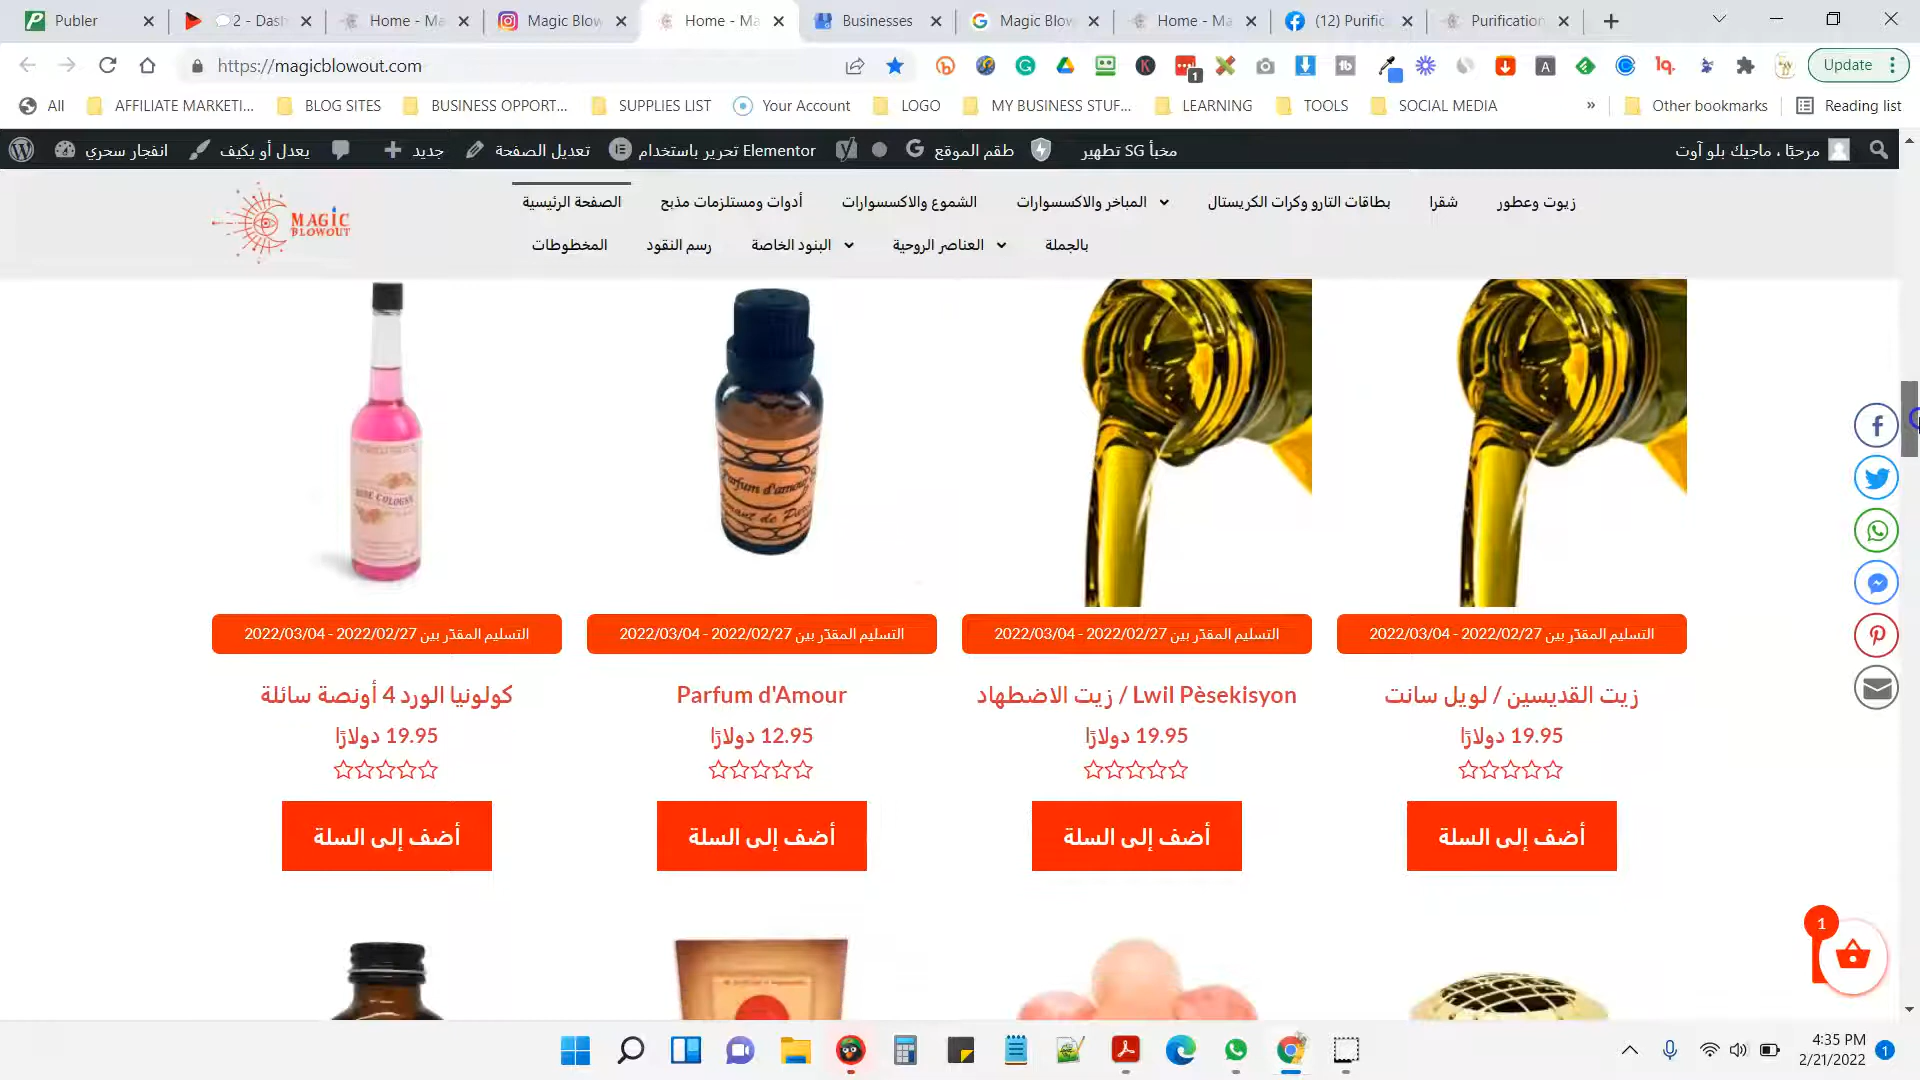 Publer
2 - Dash
Home - Ma
Magic Blow
Home - Ma
Businesses
Magic Blow
Home - Ma
(12) Purific
Purification
https://magicblowout.com
1
Update
All
AFFILIATE MARKETI...
BLOG SITES
BUSINESS OPPORT...
SUPPLIES LIST
Your Account
LOGO
MY BUSINESS STUF...
LEARNING
TOOLS
SOCIAL MEDIA
»
Other bookmarks
Reading list
انفجار سحري
يعدل أو يكيف
جديد
تعديل الصفحة
تحرير باستخدام Elementor
طقم الموقع
مخبأ SG تطهير
مرحبًا ، ماجيك بلو آوت
MAGIC
BLOWOUT
الصفحة الرئيسية
أدوات ومستلزمات مذبح
الشموع والاكسسوارات
المباخر والاكسسوارات
بطاقات التارو وكرات الكريستال
شقرا
زيوت وعطور
المخطوطات
رسم النقود
البنود الخاصة
العناصر الروحية
بالجملة
ROSE COLOGNE
Parfum d'amour
التسليم المقدّر بين 2022/02/27 - 2022/03/04
التسليم المقدّر بين 2022/02/27 - 2022/03/04
التسليم المقدّر بين 2022/02/27 - 2022/03/04
التسليم المقدّر بين 2022/02/27 - 2022/03/04
كولونيا الورد 4 أونصة سائلة
Parfum d'Amour
زيت الاضطهاد / Lwil Pèsekisyon
زيت القديسين / لويل سانت
19.95 دولارًا
12.95 دولارًا
19.95 دولارًا
19.95 دولارًا
أضف إلى السلة
أضف إلى السلة
أضف إلى السلة
أضف إلى السلة
1
4:35 PM
2/21/2022
1